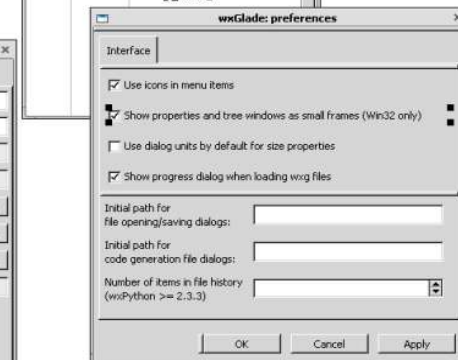 wxGlade: preferences
Interface
Use icons in menu items
Show properties and tree windows as small frames (Win32 only)
Use dialog units by default for size properties
Show progress dialog when loading wxg files
Initial path for
file opening/saving dialogs:
Initial path for
code generation file dialogs:
Number of items in file history
(wxPython >= 2.3.3)
OK
Cancel
Apply